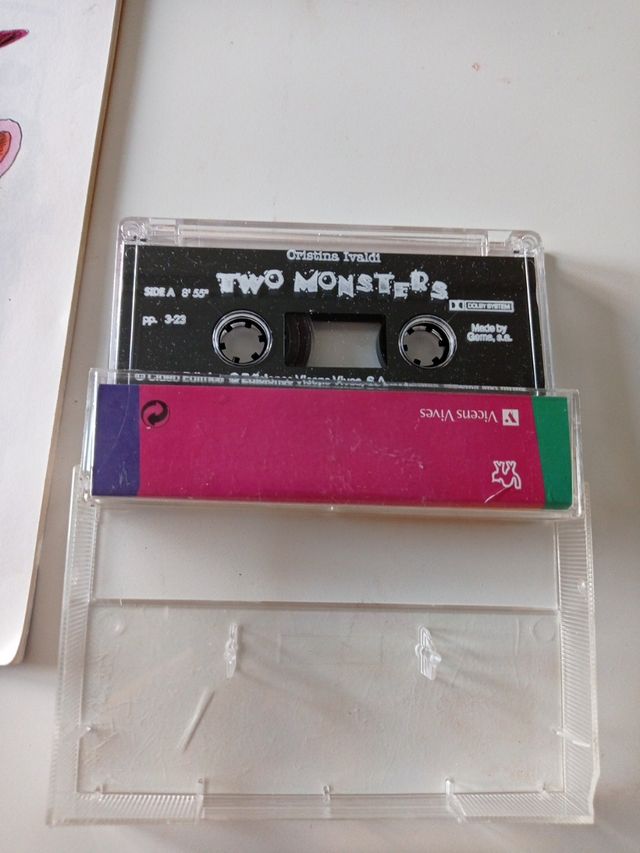 Cristina Ivaldi
TWO MONSTERS
SIDE A 8' 55"
DOLBY SYSTEM
pp. 3-23
Made by
Gema, s.a.
Vicens Vives